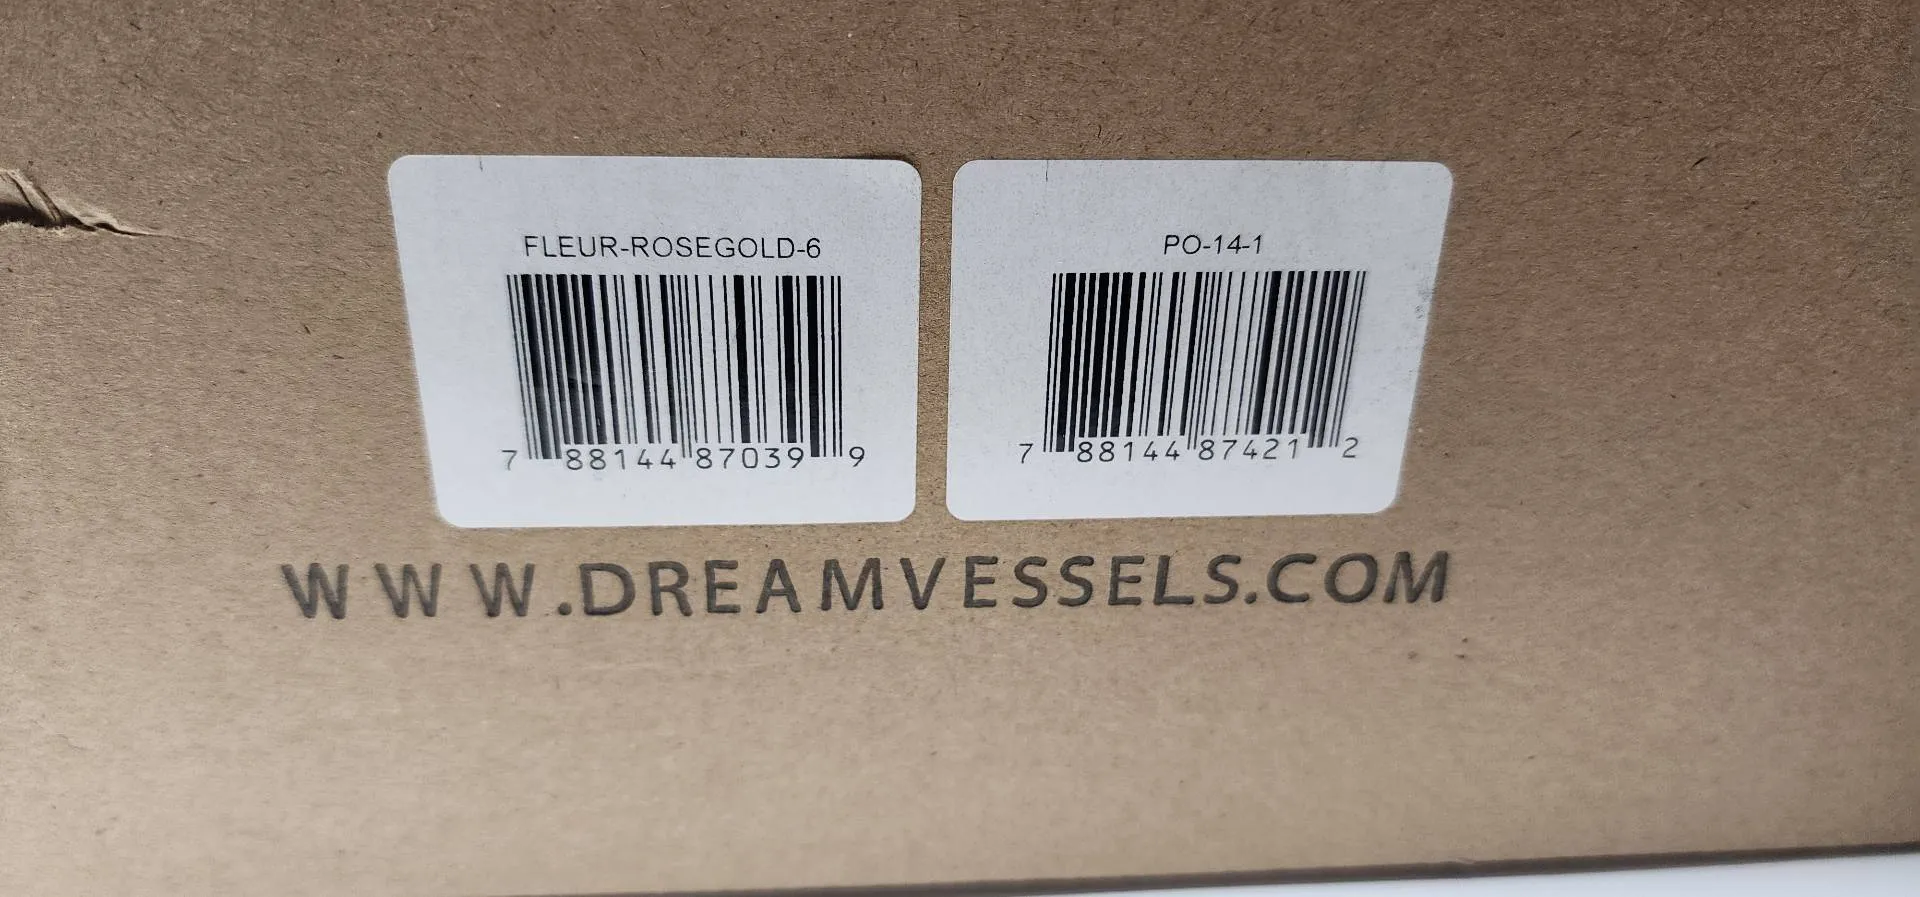 FLEUR-ROSEGOLD-6
7 88144 87039 9
PO-14-1
7 88144 87421 2
WWW.DREAMVESSELS.COM